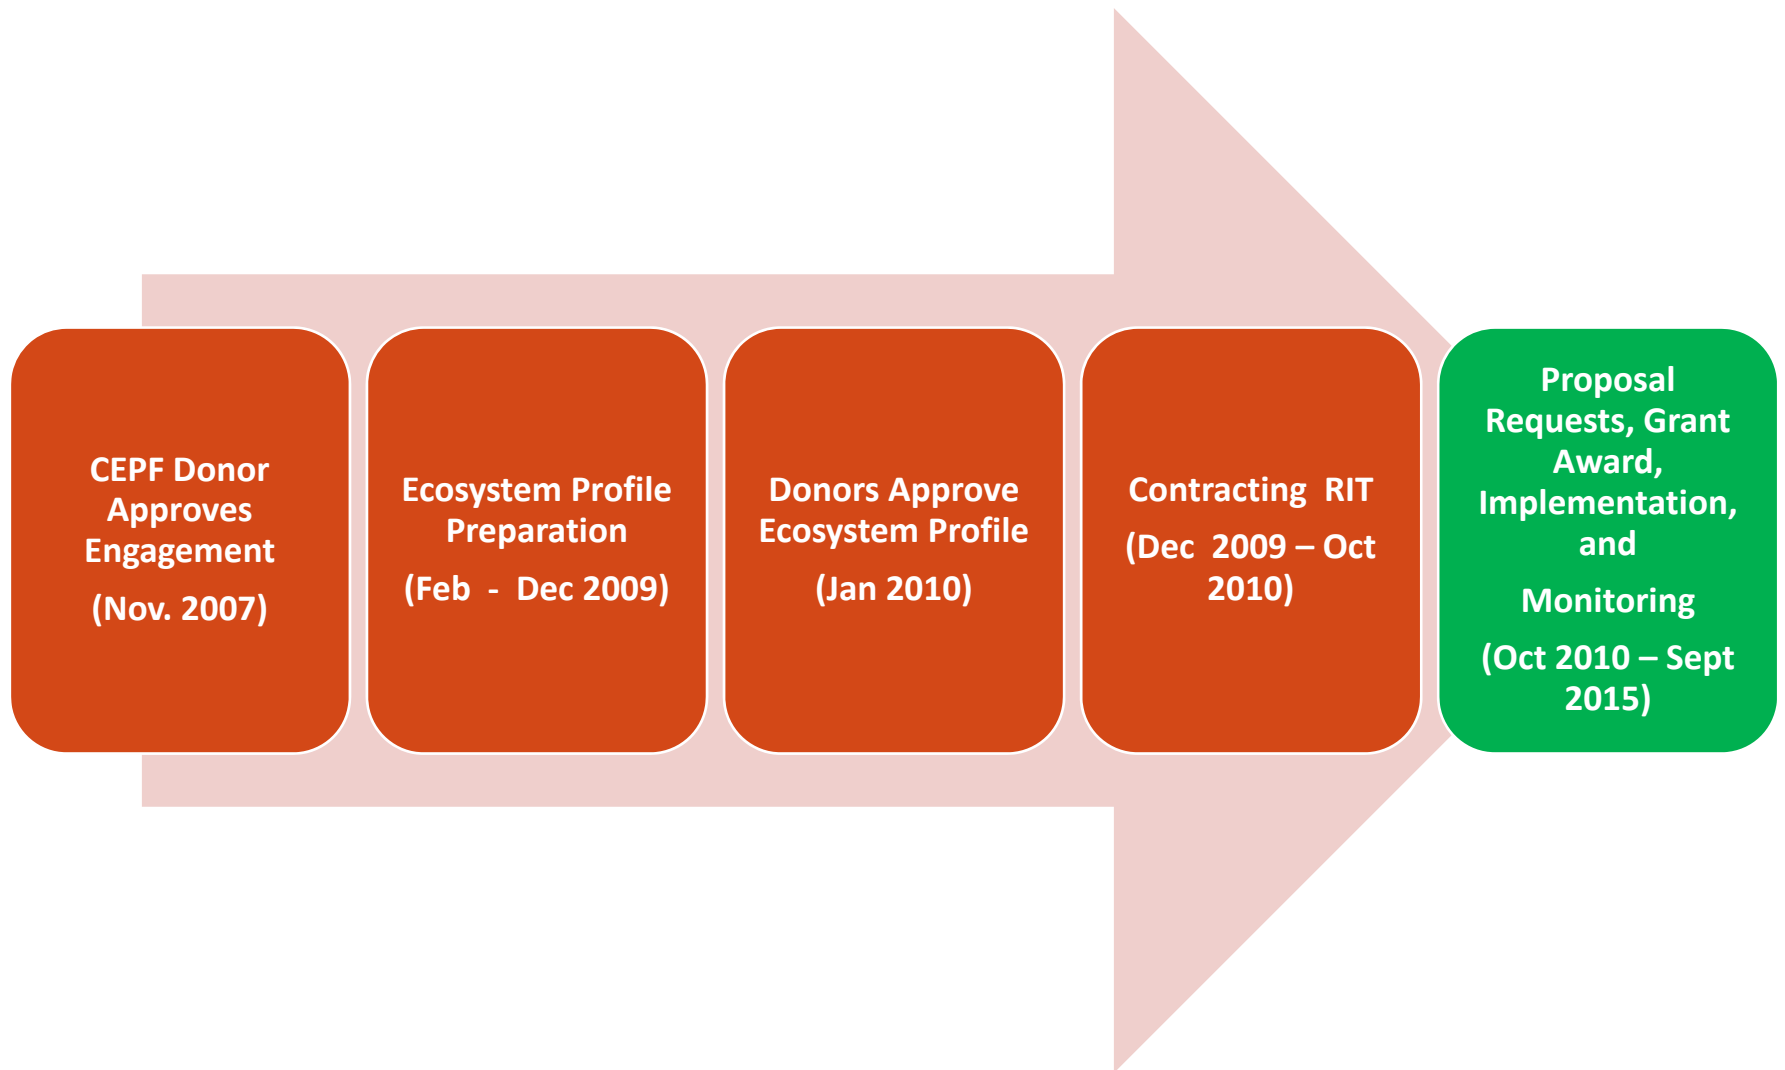 CEPF Donor
Approves
Engagement
(Nov. 2007)
Ecosystem Profile
Preparation
(Feb - Dec 2009)
Donors Approve
Ecosystem Profile
(Jan 2010)
Contracting RIT
(Dec 2009 – Oct
2010)
Proposal
Requests, Grant
Award,
Implementation,
and
Monitoring
(Oct 2010 – Sept
2015)